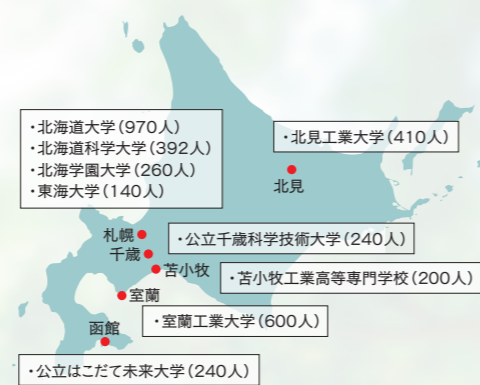 ・北海道大学（970人）
・北海道科学大学（392人）
・北海学園大学（260人）
・東海大学（140人）
・北見工業大学（410人）
北見
札幌
・公立千歳科学技術大学（240人）
千歳
苫小牧
・苫小牧工業高等専門学校（200人）
室蘭
・室蘭工業大学（600人）
函館
・公立はこだて未来大学（240人）